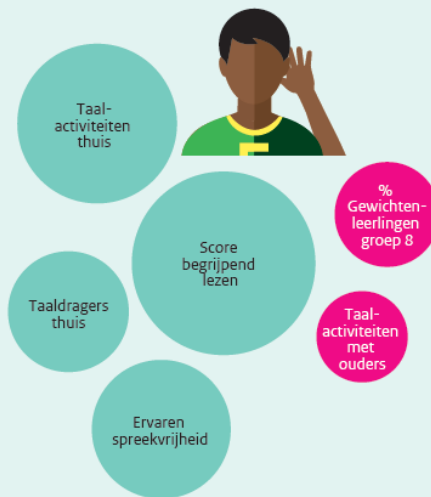 Taal-
activiteiten
thuis
%
Gewichten-
leerlingen
groep 8
Score
begrijpend
lezen
Taaldragers
thuis
Taal-
activiteiten
met
ouders
Ervaren
spreekvrijheid